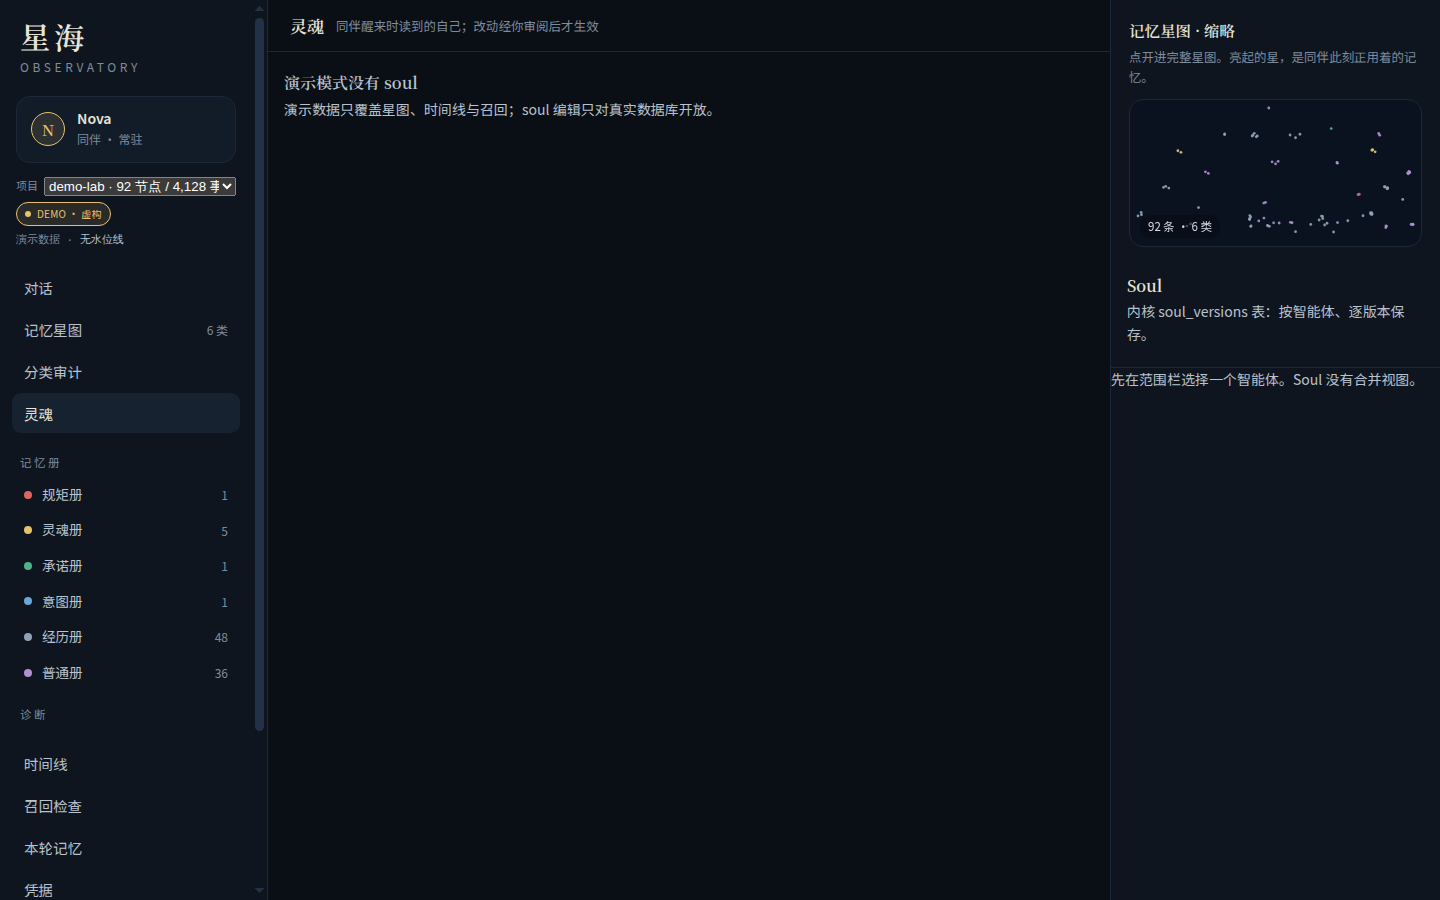 星海
OBSERVATORY
N
Nova
同伴 · 常驻
项目
demo-lab · 92 节点 / 4,128 事
DEMO · 虚构
演示数据 · 无水位线
对话
记忆星图 6 类
分类审计
灵魂
记忆册
规矩册 1
灵魂册 5
承诺册 1
意图册 1
经历册 48
普通册 36
诊断
时间线
召回检查
本轮记忆
凭据
灵魂 同伴醒来时读到的自己；改动经你审阅后才生效
演示模式没有 soul
演示数据只覆盖星图、时间线与召回；soul 编辑只对真实数据库开放。
记忆星图 · 缩略
点开进完整星图。亮起的星，是同伴此刻正用着的记
忆。
92 条 · 6 类
Soul
内核 soul_versions 表：按智能体、逐版本保
存。
先在范围栏选择一个智能体。Soul 没有合并视图。